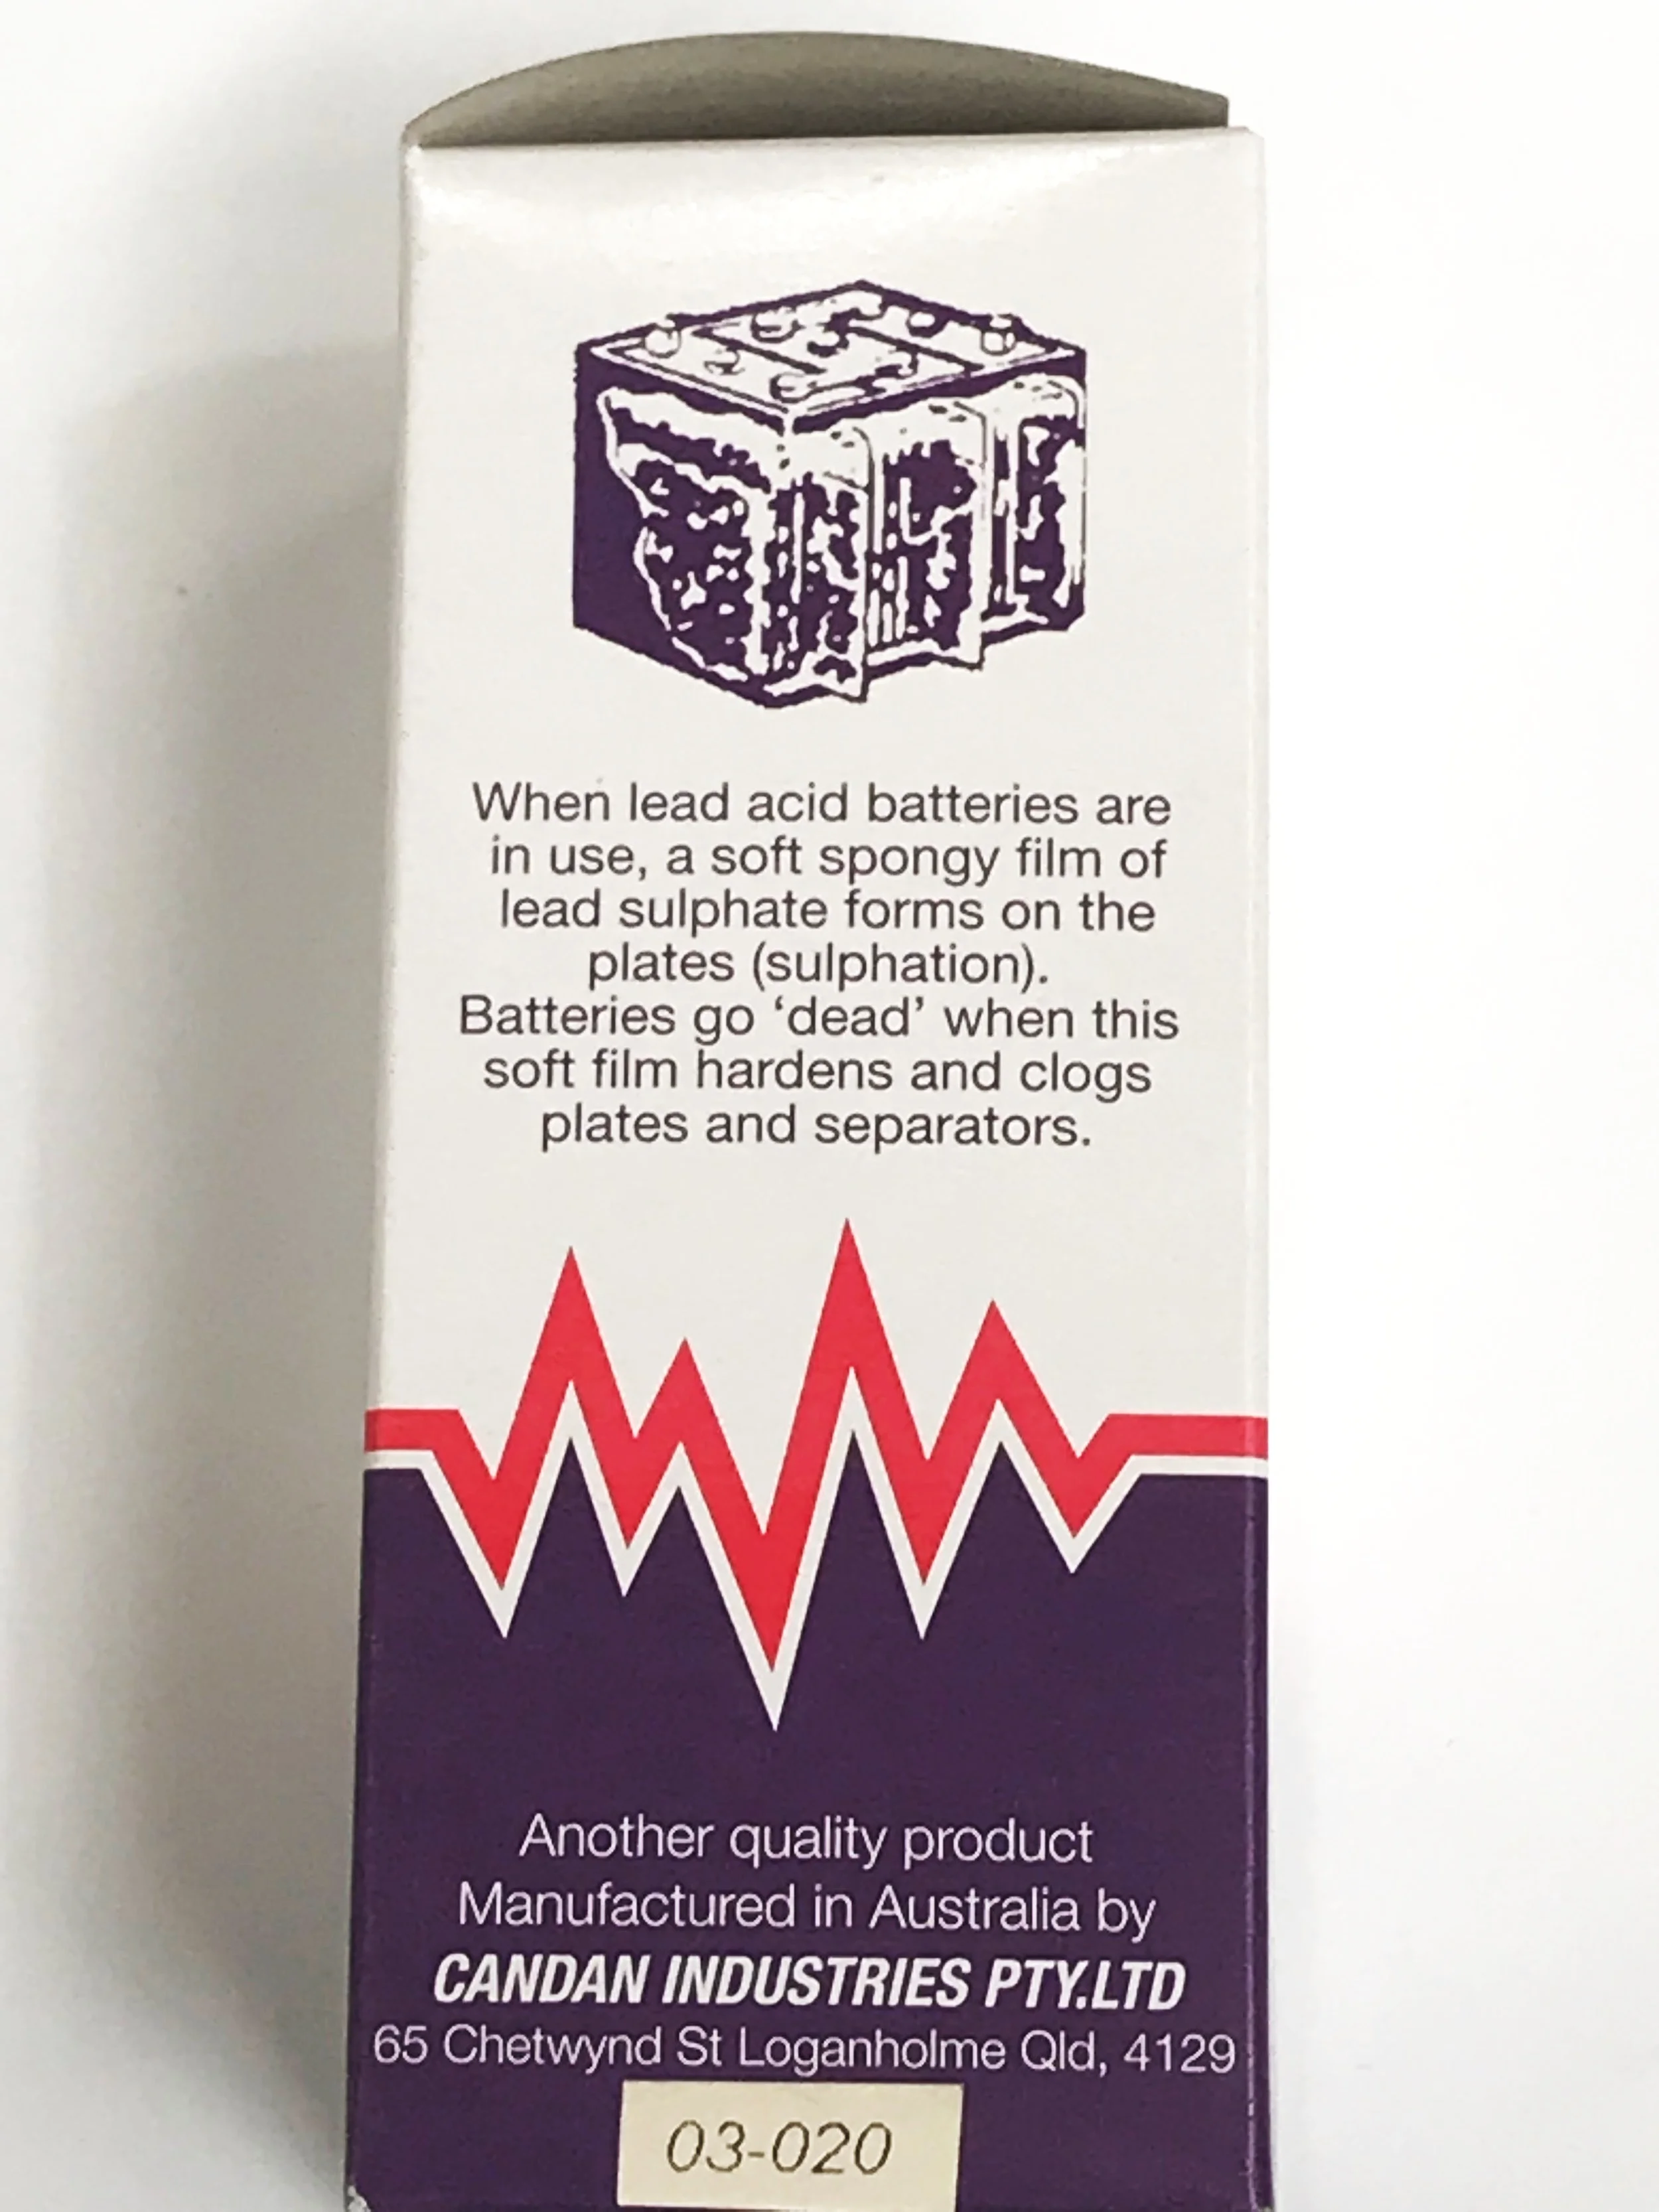 When lead acid batteries are
in use, a soft spongy film of
lead sulphate forms on the
plates (sulphation).
Batteries go ‘dead’ when this
soft film hardens and clogs
plates and separators.
Another quality product
Manufactured in Australia by
CANDAN INDUSTRIES PTY.LTD
65 Chetwynd St Loganholme Qld, 4129
03-020